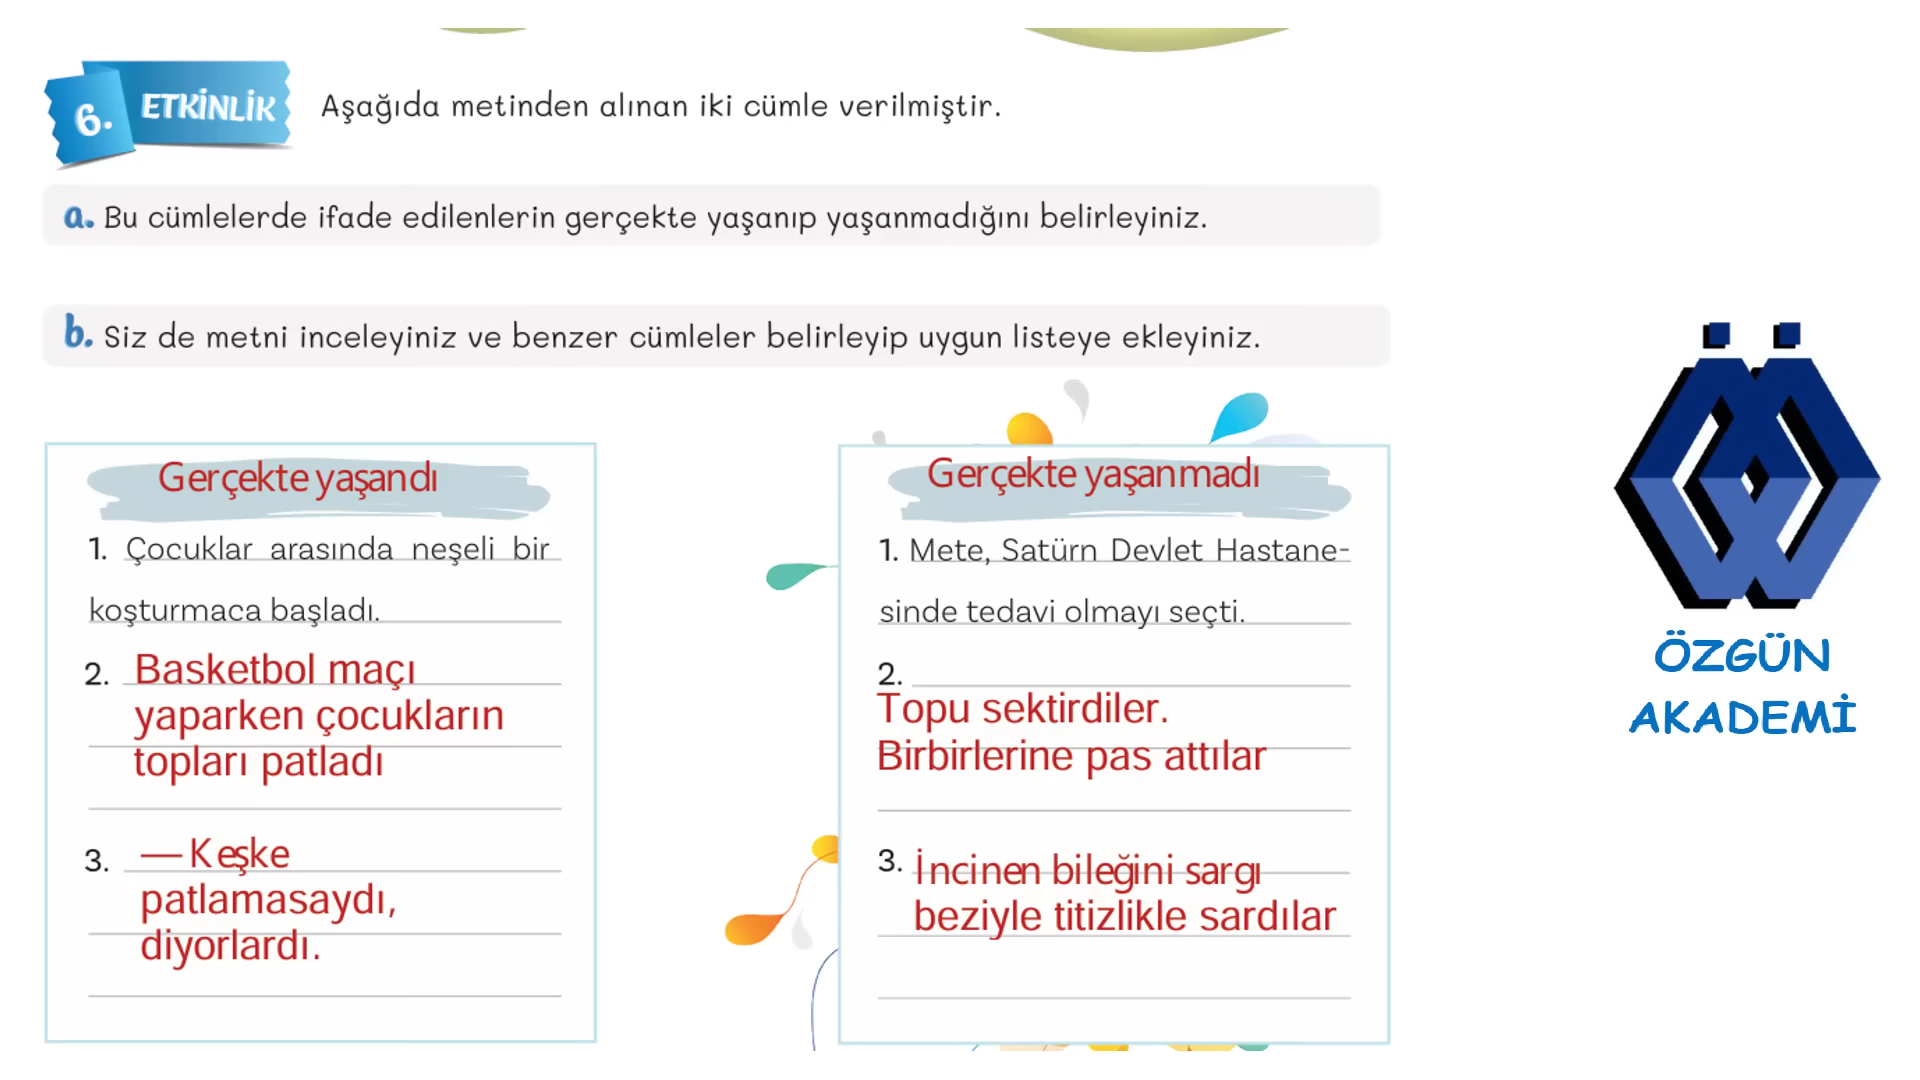 6. ETKİNLİK
Aşağıda metinden alınan iki cümle verilmiştir.
a. Bu cümlelerde ifade edilenlerin gerçekte yaşanıp yaşanmadığını belirleyiniz.
b. Siz de metni inceleyiniz ve benzer cümleler belirleyip uygun listeye ekleyiniz.
Gerçekte yaşandı
1. Çocuklar arasında neşeli bir
koşturmaca başladı.
2. Basketbol maçı
yaparken çocukların
topları patladı
3. — Keşke
patlamasaydı,
diyorlardı.
Gerçekte yaşanmadı
1. Mete, Satürn Devlet Hastane-
sinde tedavi olmayı seçti.
2.
Topu sektirdiler.
Birbirlerine pas attılar
3. İncinen bileğini sargı
beziyle titizlikle sardılar
ÖZGÜN
AKADEMİ